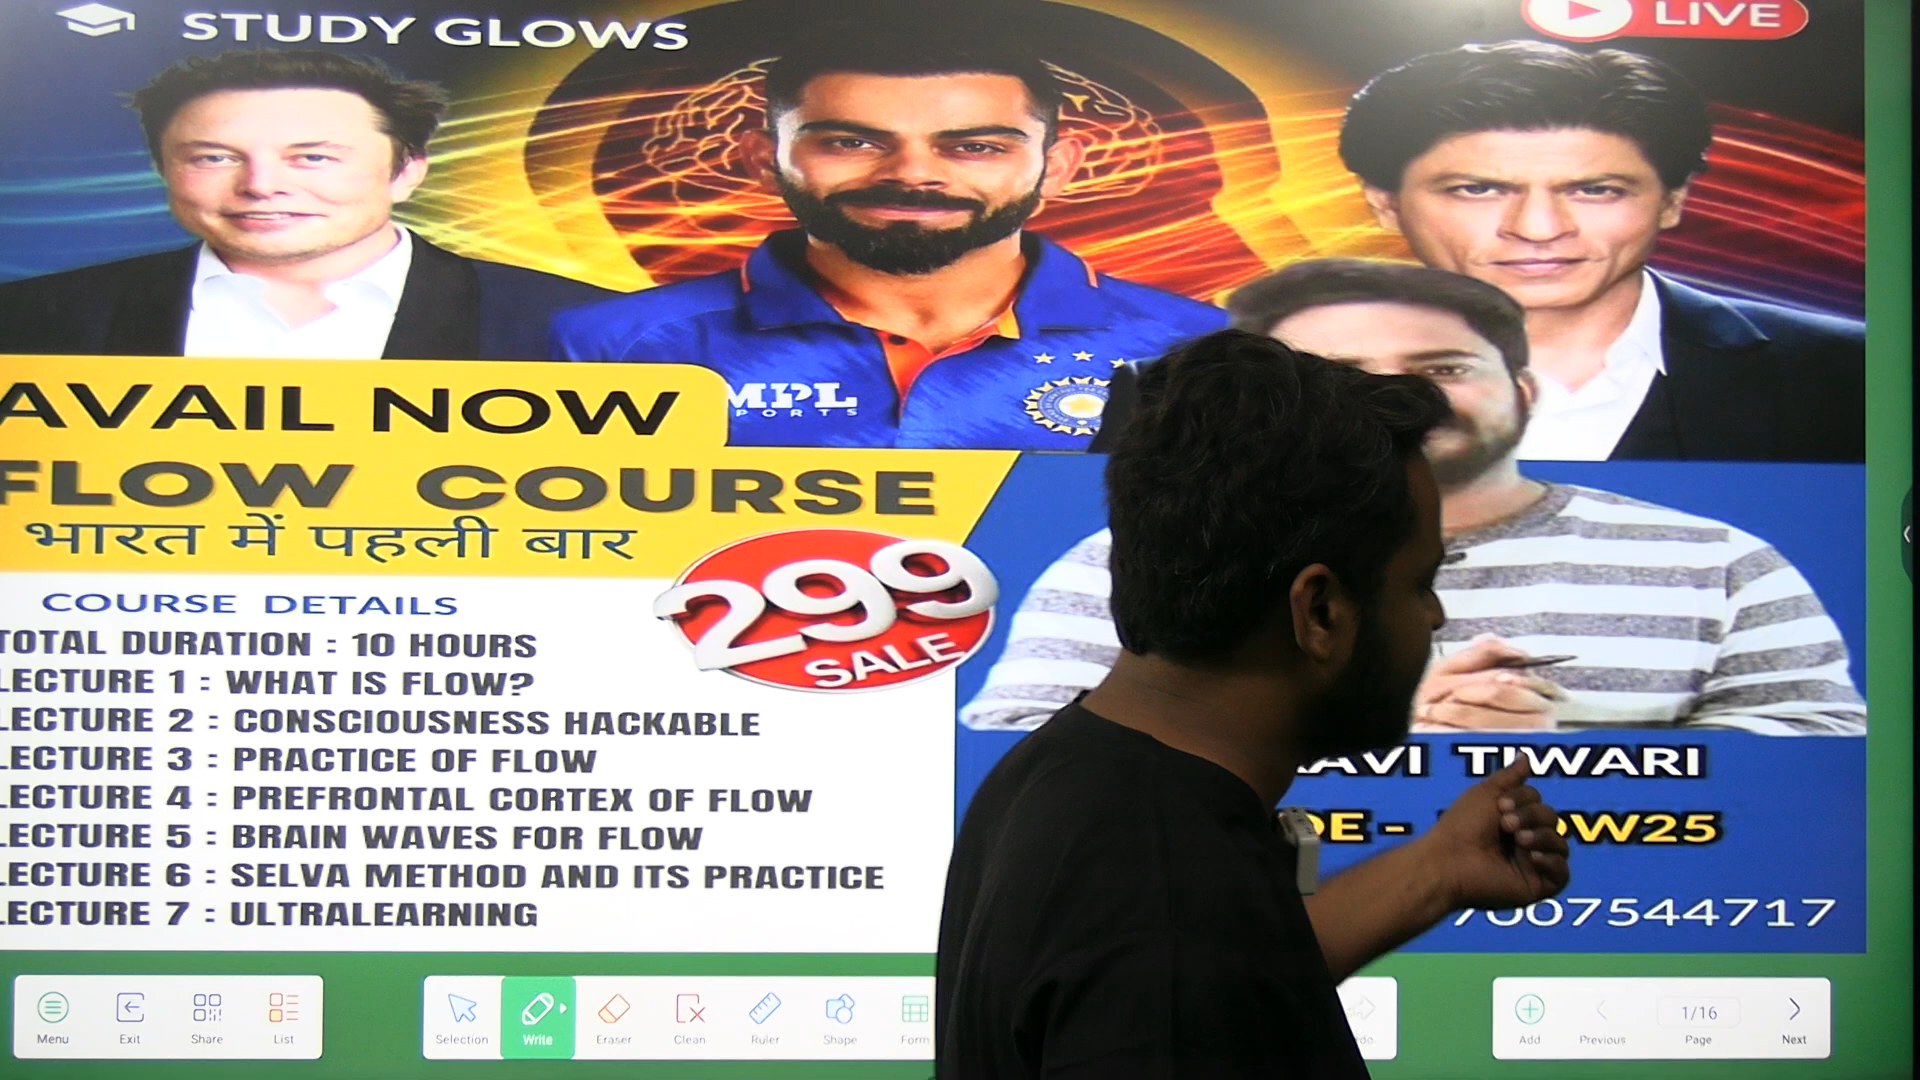 STUDY GLOWS
LIVE
MPL
SPORTS
AVAIL NOW
FLOW COURSE
भारत में पहली बार
299
SALE
COURSE DETAILS
TOTAL DURATION : 10 HOURS
LECTURE 1 : WHAT IS FLOW?
LECTURE 2 : CONSCIOUSNESS HACKABLE
LECTURE 3 : PRACTICE OF FLOW
LECTURE 4 : PREFRONTAL CORTEX OF FLOW
LECTURE 5 : BRAIN WAVES FOR FLOW
LECTURE 6 : SELVA METHOD AND ITS PRACTICE
LECTURE 7 : ULTRALEARNING
TIWARI
7007544717
Menu Exit Share List
Selection Write Eraser Clean Ruler Shape Form
Add Previous 1/16 Page Next